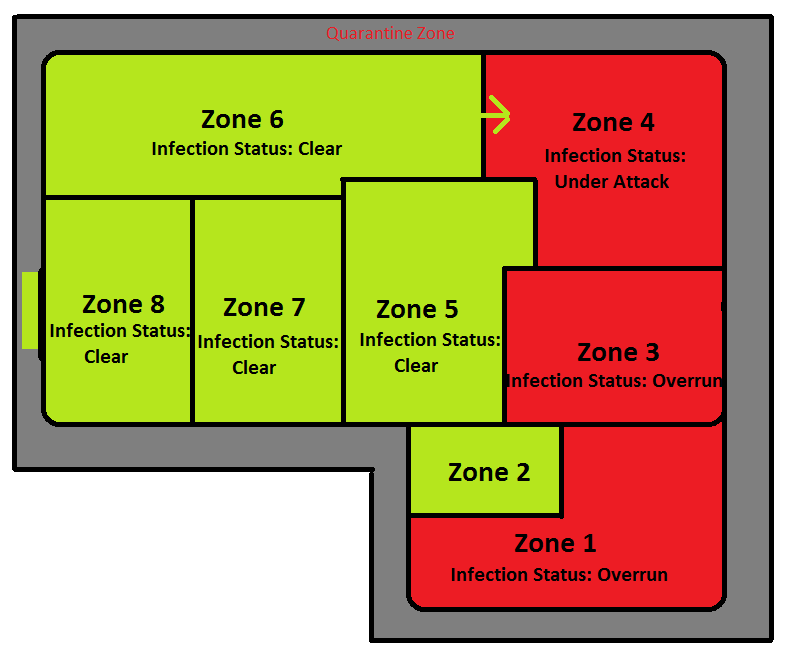 Quarantine Zone
Zone 6
Infection Status: Clear
Zone 4
Infection Status:
Under Attack
Zone 8
Infection Status:
Clear
Zone 7
Infection Status:
Clear
Zone 5
Infection Status:
Clear
Zone 3
Infection Status: Overrun
Zone 2
Zone 1
Infection Status: Overrun